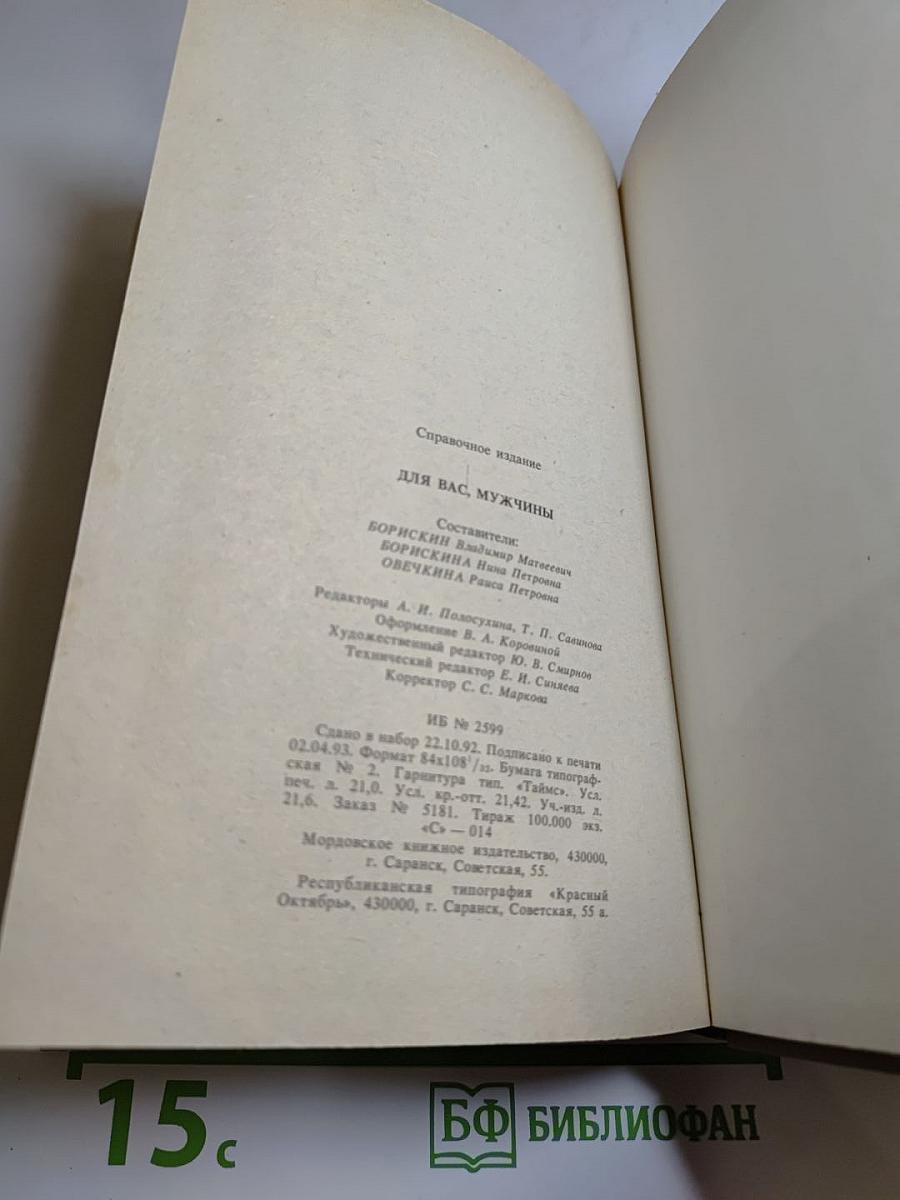 Справочное издание
ДЛЯ ВАС, МУЖЧИНЫ
Составители:
БОРИСКИН Владимир Матвеевич
БОРИСКИНА Нина Петровна
ОВЕЧКИНА Раиса Петровна
Редакторы А. И. Полосухина, Т. П. Савинова
Оформление В. А. Коровиной
Художественный редактор Ю. В. Смирнов
Технический редактор Е. И. Синяева
Корректор С. С. Маркова
ИБ № 2599
Сдано в набор 22.10.92. Подписано к печати
02.04.93. Формат 84х108¹/₃₂. Бумага типограф-
ская № 2. Гарнитура тип. «Таймс». Усл.
печ. л. 21,0. Усл. кр.-отт. 21,42. Уч.-изд. л.
21,6. Заказ № 5181. Тираж 100.000 экз.
«С» — 014
Мордовское книжное издательство, 430000,
г. Саранск, Советская, 55.
Республиканская типография «Красный
Октябрь», 430000, г. Саранск, Советская, 55 а.
15 с
БФ БИБЛИОФАН